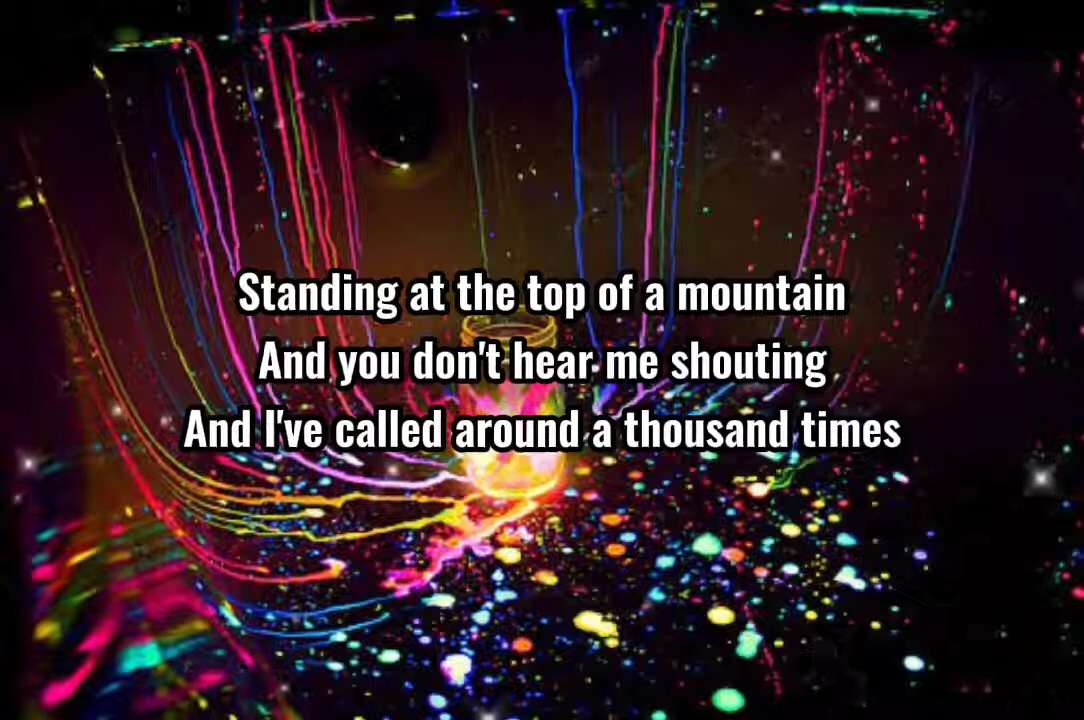 Standing at the top of a mountain
And you don't hear me shouting
And I've called around a thousand times